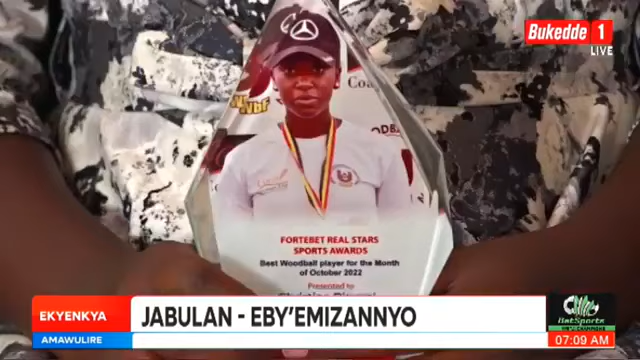 Bukedde 1
LIVE
FORTEBET REAL STARS
SPORTS AWARDS
Best Woodball player for the Month
of October 2022
Presented to
EKYENKYA
JABULAN - EBY'EMIZANNYO
AMAWULIRE
BetSports
07:09 AM